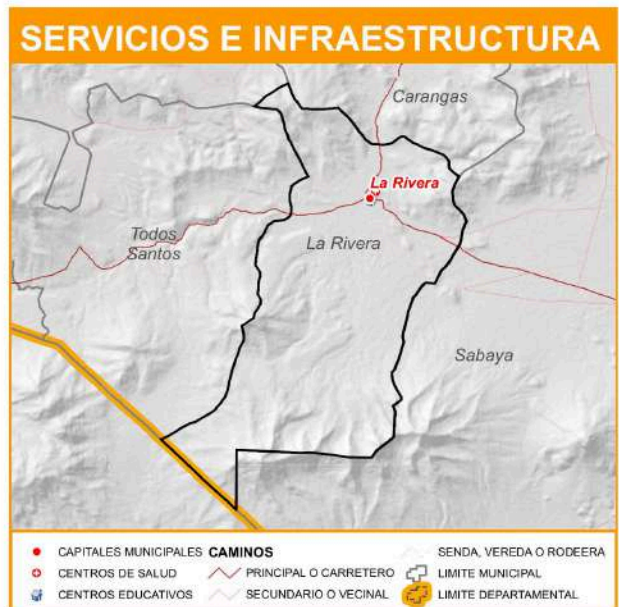 SERVICIOS E INFRAESTRUCTURA
Carangas
La Rivera
Todos
Santos
La Rivera
Sabaya
CAPITALES MUNICIPALES
CENTROS DE SALUD
CENTROS EDUCATIVOS
CAMINOS
PRINCIPAL O CARRETERO
SECUNDARIO O VECINAL
SENDA, VEREDA O RODEERA
LIMITE MUNICIPAL
LIMITE DEPARTAMENTAL